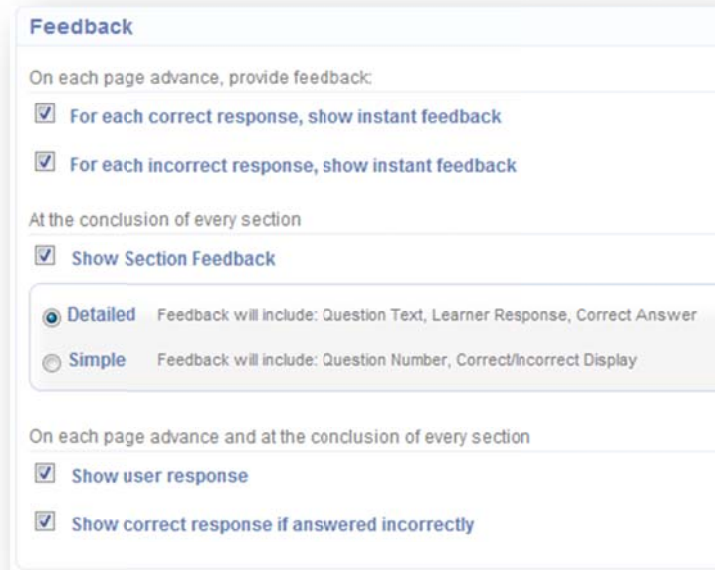 Feedback
On each page advance, provide feedback:
For each correct response, show instant feedback
For each incorrect response, show instant feedback
At the conclusion of every section
Show Section Feedback
Detailed Feedback will include: Question Text, Learner Response, Correct Answer
Simple Feedback will include: Question Number, Correct/Incorrect Display
On each page advance and at the conclusion of every section
Show user response
Show correct response if answered incorrectly